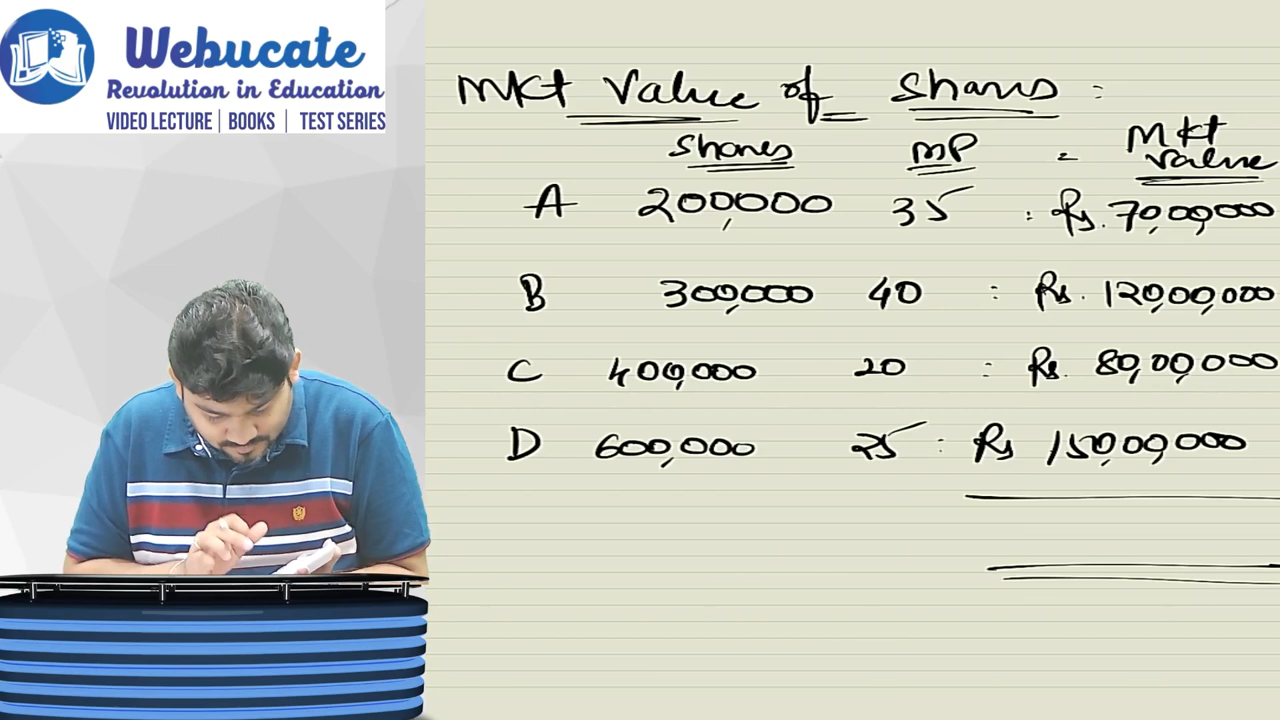 Webucate
Revolution in Education
VIDEO LECTURE | BOOKS | TEST SERIES
Mkt Value of Shares :
Shares MP = Mkt Value
A 200,000 35 : Rs. 70,00,000
B 300,000 40 : Rs. 120,00,000
C 400,000 20 : Rs. 80,00,000
D 600,000 25 : Rs 150,00,000